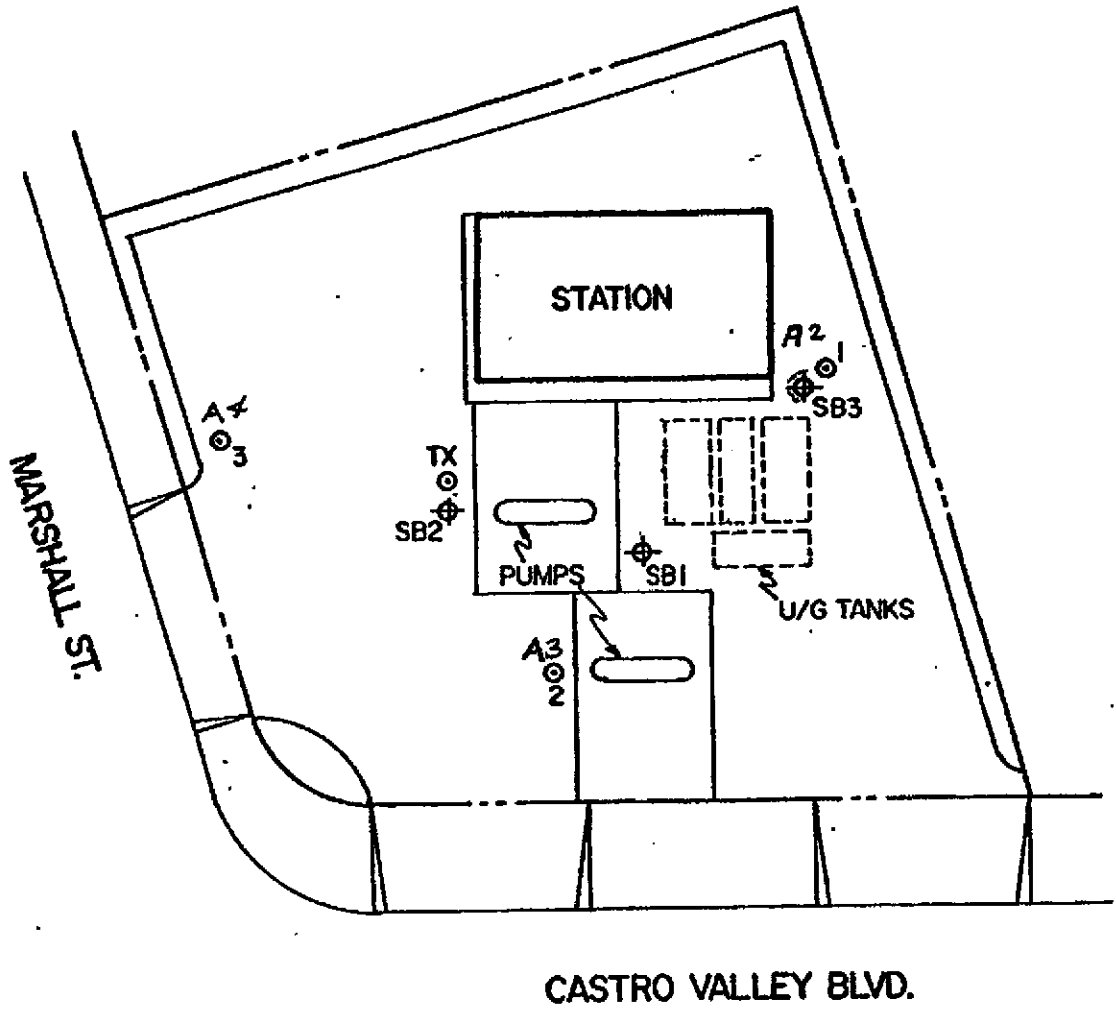 STATION
A2
1
SB3
A4
3
TX
SB2
MARSHALL ST.
PUMPS
SB1
U/G TANKS
A3
2
CASTRO VALLEY BLVD.